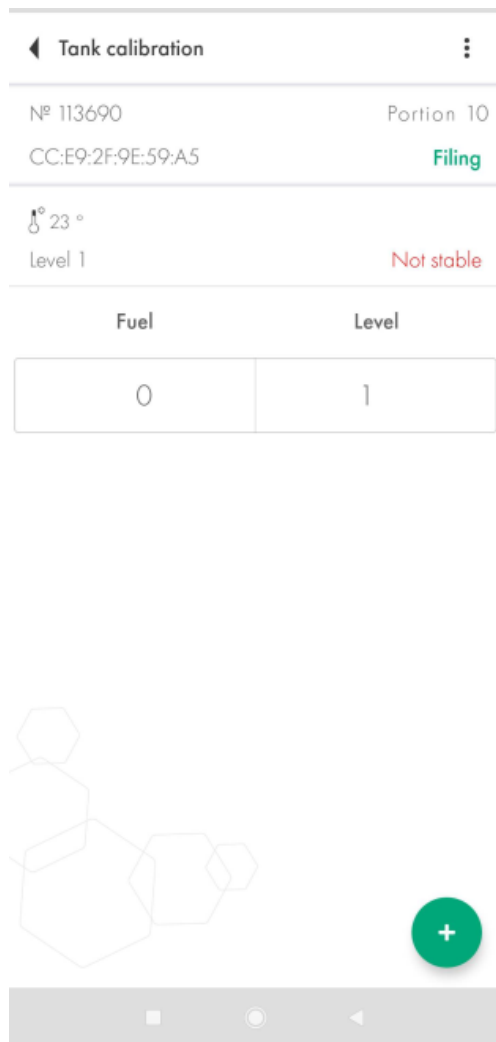 Tank calibration
№ 113690 Portion 10
CC:E9:2F:9E:59:A5 Filing
23 °
Level 1 Not stable
Fuel Level
0 1
+